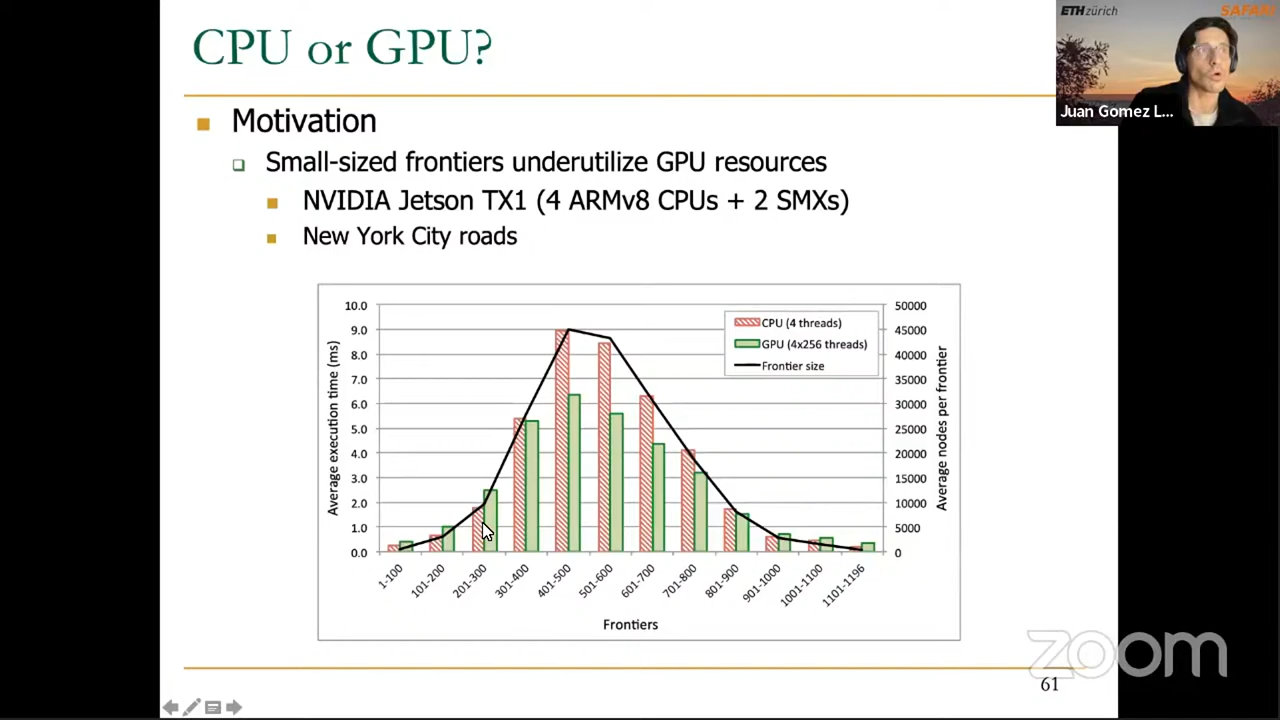 CPU or GPU?
ETH zürich
SAFARI
Juan Gomez L...
Motivation
Small-sized frontiers underutilize GPU resources
NVIDIA Jetson TX1 (4 ARMv8 CPUs + 2 SMXs)
New York City roads
Average execution time (ms)
10.0
9.0
8.0
7.0
6.0
5.0
4.0
3.0
2.0
1.0
0.0
CPU (4 threads)
GPU (4x256 threads)
Frontier size
50000
45000
40000
35000
30000
25000
20000
15000
10000
5000
0
Average nodes per frontier
1-100
101-200
201-300
301-400
401-500
501-600
601-700
701-800
801-900
901-1000
1001-1100
1101-1196
Frontiers
zoom
61